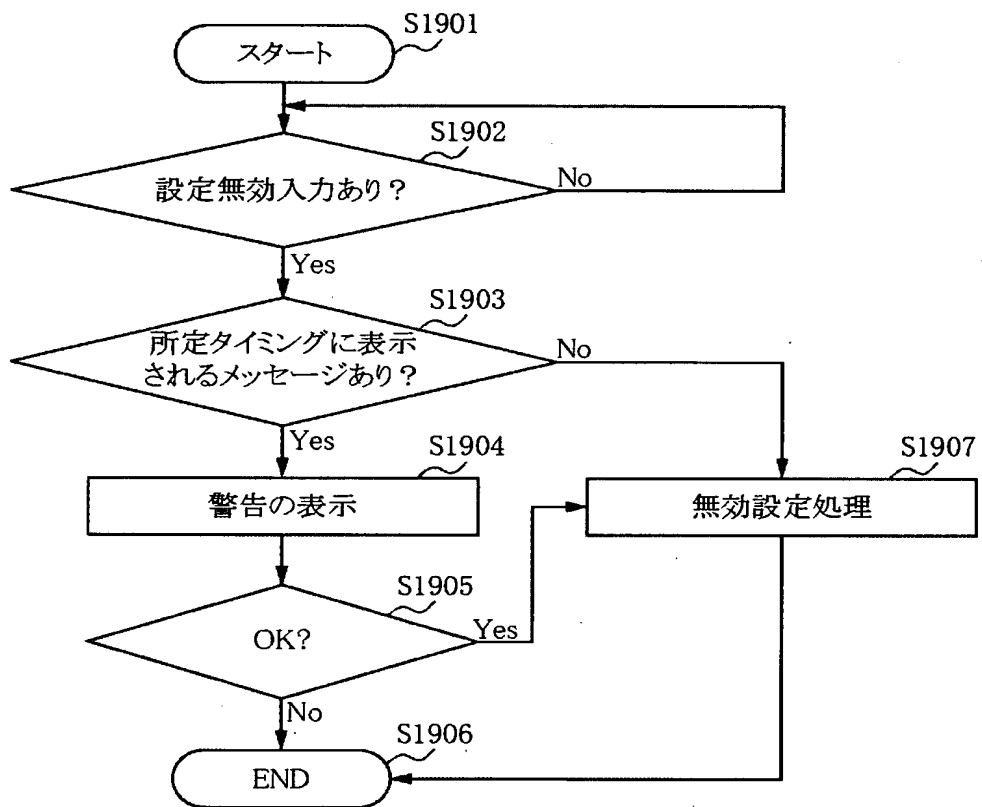 S1901
スタート
S1902
設定無効入力あり？
No
Yes
S1903
所定タイミングに表示
されるメッセージあり？
No
Yes
S1904
警告の表示
S1907
無効設定処理
S1905
OK?
Yes
No
S1906
END